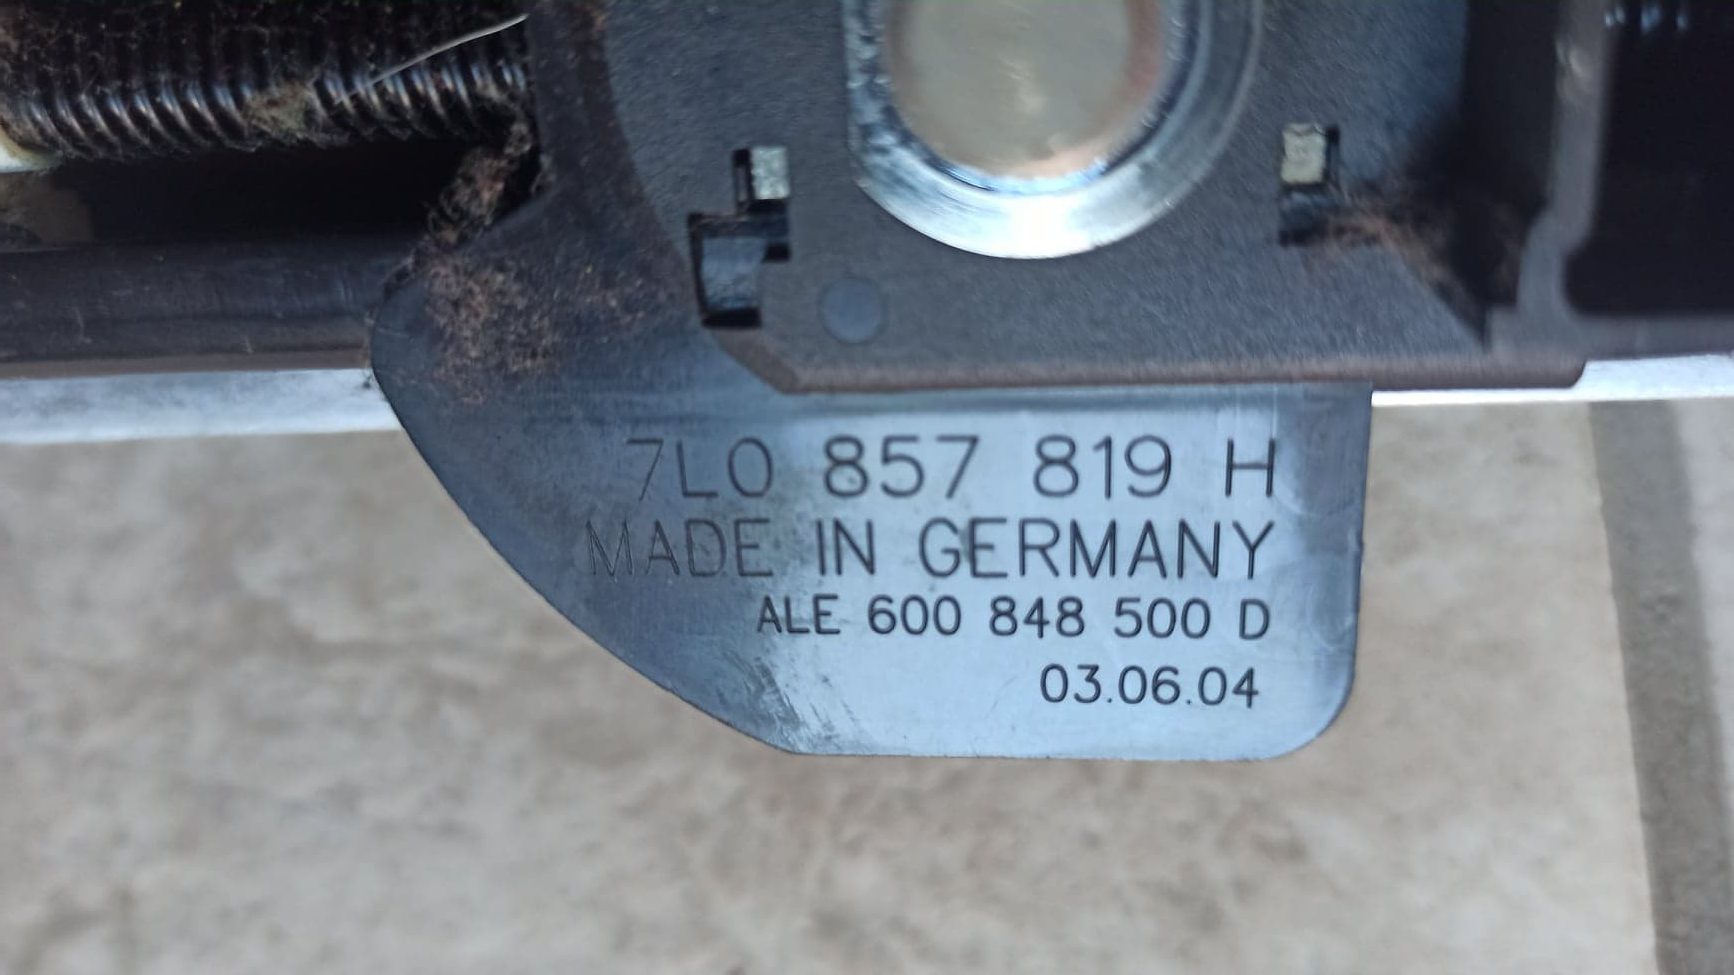 7L0 857 819 H
MADE IN GERMANY
ALE 600 848 500 D
03.06.04